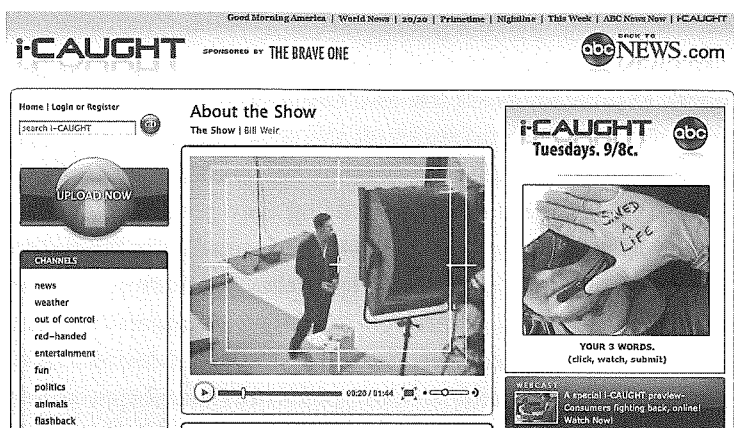 Good Morning America | World News | 20/20 | Primetime | Nightline | This Week | ABC News Now | i-CAUGHT
i-CAUGHT
SPONSORED BY THE BRAVE ONE
BACK TO
abc NEWS.com
Home | Login or Register
search i-CAUGHT
GO
UPLOAD NOW
CHANNELS
news
weather
out of control
red-handed
entertainment
fun
politics
animals
flashback
About the Show
The Show | Bill Weir
00:20 / 01:44
i-CAUGHT abc
Tuesdays. 9/8c.
SAVED
A
LIFE
YOUR 3 WORDS.
(click, watch, submit)
WEBCAST
A special i-CAUGHT preview-
Consumers fighting back, online!
Watch Now!